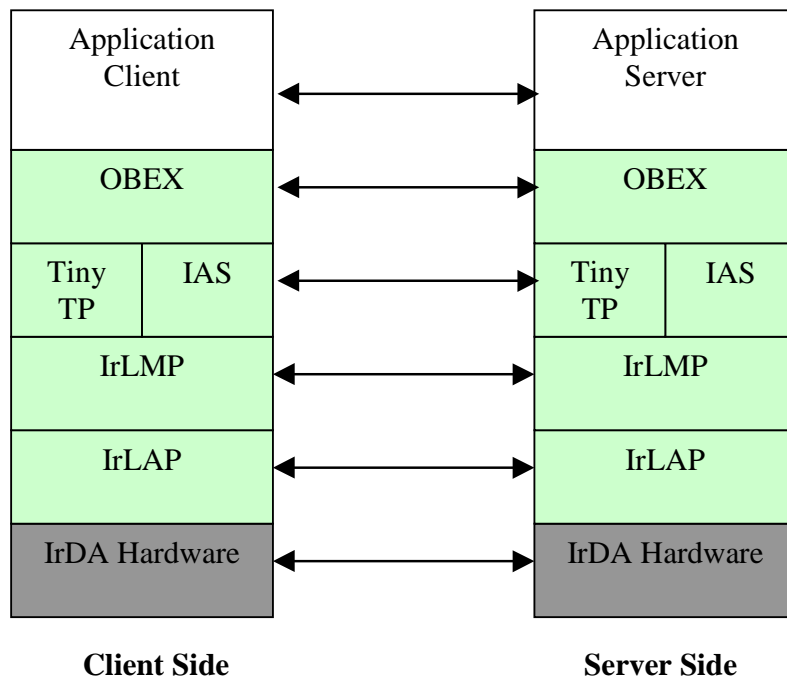 Application
Client
Application
Server
OBEX
OBEX
Tiny
TP
IAS
Tiny
TP
IAS
IrLMP
IrLMP
IrLAP
IrLAP
IrDA Hardware
IrDA Hardware
Client Side
Server Side